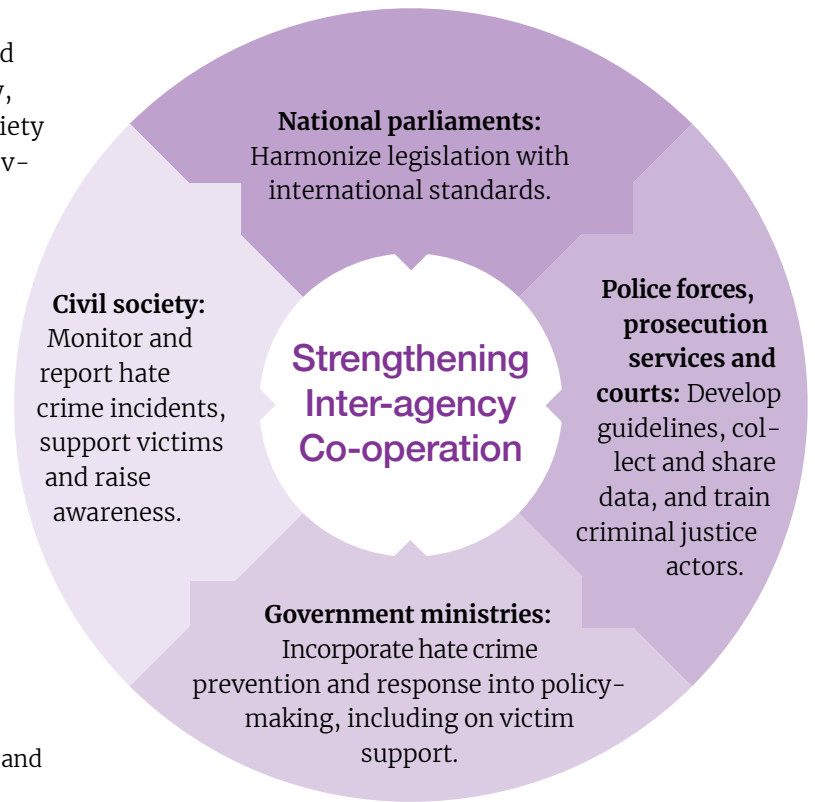 d
,
iety
v-
National parliaments:
Harmonize legislation with
international standards.
Police forces,
prosecution
services and
courts: Develop
guidelines, col-
lect and share
data, and train
criminal justice
actors.
Government ministries:
Incorporate hate crime
prevention and response into policy-
making, including on victim
support.
Civil society:
Monitor and
report hate
crime incidents,
support victims
and raise
awareness.
Strengthening
Inter-agency
Co-operation
and